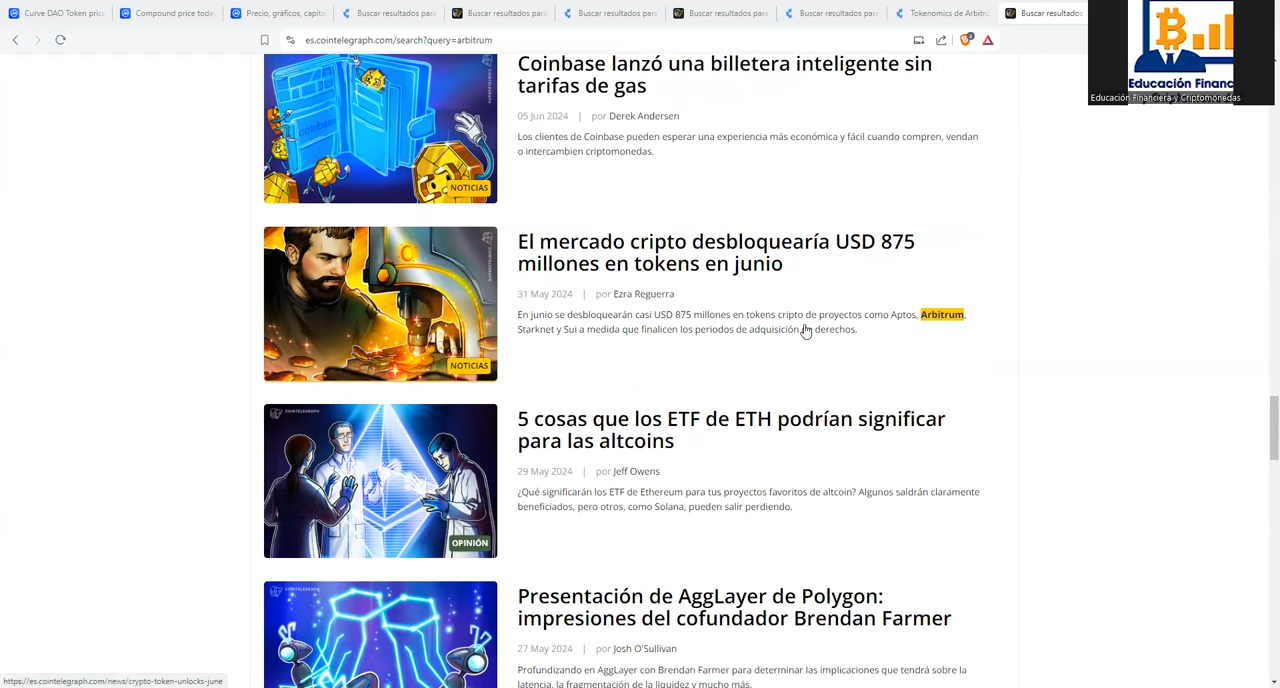 Curve DAO Token pric
Compound price toda
Precio, gráficos, capita
Buscar resultados para
Buscar resultados para
Buscar resultados para
Buscar resultados para
Buscar resultados para
Tokenomics de Arbitru
Buscar resultados
es.cointelegraph.com/search?query=arbitrum
Educación Financ
Educación Financiera y Criptomonedas
Coinbase lanzó una billetera inteligente sin
tarifas de gas
05 Jun 2024 | por Derek Andersen
Los clientes de Coinbase pueden esperar una experiencia más económica y fácil cuando compren, vendan
o intercambien criptomonedas.
coinbase
NOTICIAS
El mercado cripto desbloquearía USD 875
millones en tokens en junio
31 May 2024 | por Ezra Reguerra
En junio se desbloquearán casi USD 875 millones en tokens cripto de proyectos como Aptos, Arbitrum,
Starknet y Sui a medida que finalicen los periodos de adquisición derechos.
NOTICIAS
COINTELEGRAPH
5 cosas que los ETF de ETH podrían significar
para las altcoins
29 May 2024 | por Jeff Owens
¿Qué significarán los ETF de Ethereum para tus proyectos favoritos de altcoin? Algunos saldrán claramente
beneficiados, pero otros, como Solana, pueden salir perdiendo.
OPINIÓN
COINTELEGRAPH
Presentación de AggLayer de Polygon:
impresiones del cofundador Brendan Farmer
27 May 2024 | por Josh O'Sullivan
Profundizando en AggLayer con Brendan Farmer para determinar las implicaciones que tendrá sobre la
latencia, la fragmentación de la liquidez y mucho más.
https://es.cointelegraph.com/news/crypto-token-unlocks-june